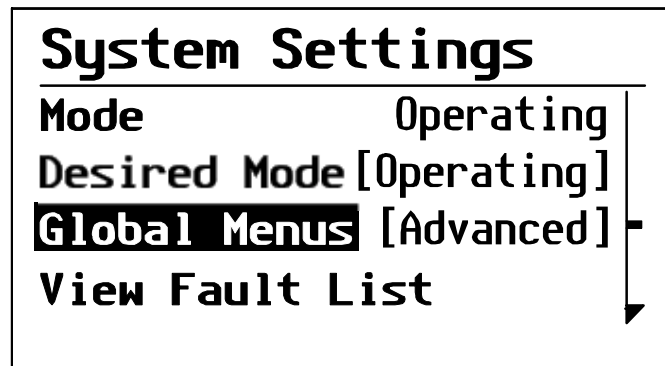 System Settings
Mode Operating
Desired Mode [Operating]
Global Menus [Advanced]
View Fault List